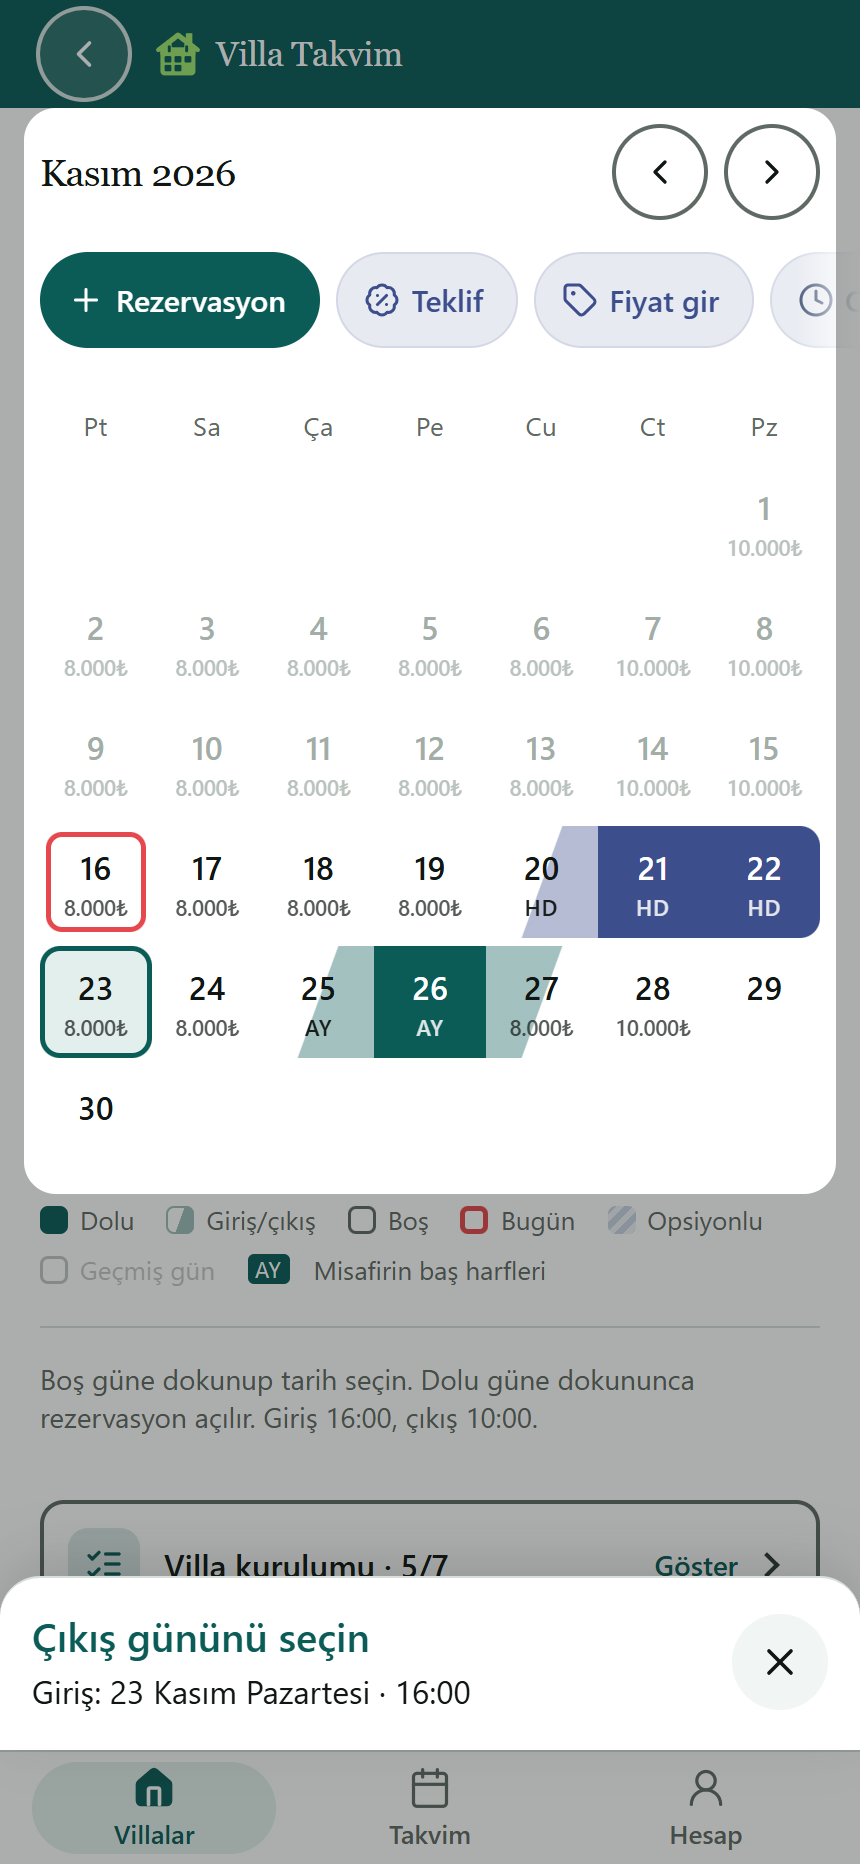 Villa Takvim
Kasım 2026
Rezervasyon
Teklif
Fiyat gir
Pt Sa Ça Pe Cu Ct Pz
1
10.000₺
2 3 4 5 6 7 8
8.000₺ 8.000₺ 8.000₺ 8.000₺ 8.000₺ 10.000₺ 10.000₺
9 10 11 12 13 14 15
8.000₺ 8.000₺ 8.000₺ 8.000₺ 8.000₺ 10.000₺ 10.000₺
16 17 18 19 20 21 22
8.000₺ 8.000₺ 8.000₺ 8.000₺ HD HD HD
23 24 25 26 27 28 29
8.000₺ 8.000₺ AY AY 8.000₺ 10.000₺
30
Dolu Giriş/çıkış Boş Bugün Opsiyonlu
Geçmiş gün AY Misafirin baş harfleri
Boş güne dokunup tarih seçin. Dolu güne dokununca
rezervasyon açılır. Giriş 16:00, çıkış 10:00.
Villa kurulumu · 5/7 Göster
Çıkış gününü seçin
Giriş: 23 Kasım Pazartesi · 16:00
Villalar Takvim Hesap